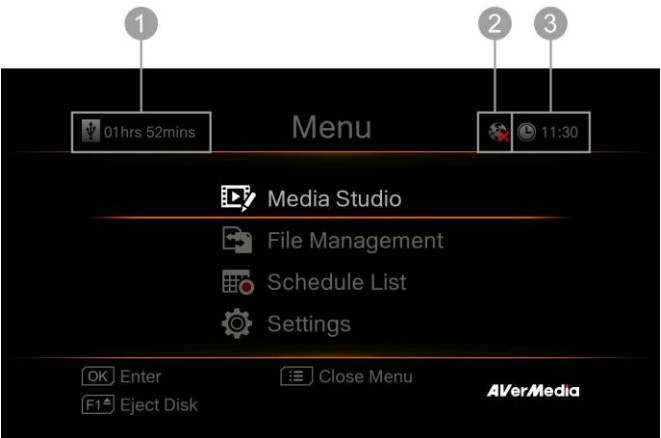 1 2 3
01hrs 52mins Menu 11:30
Media Studio
File Management
Schedule List
Settings
OK Enter Close Menu
F1 Eject Disk
AVerMedia